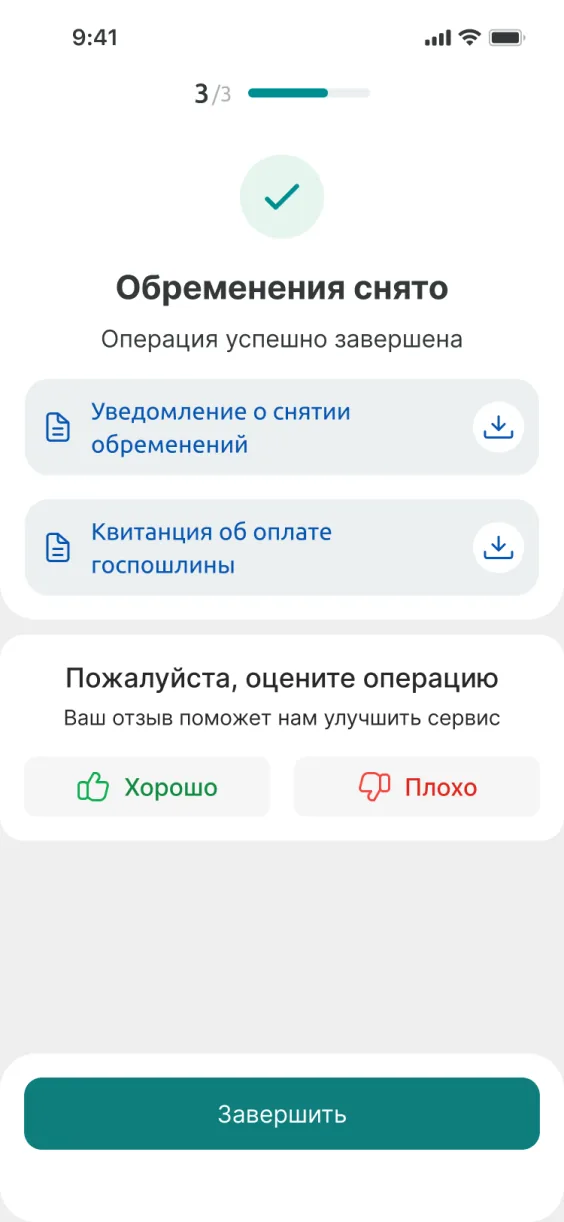 9:41
3/3
Обременения снято
Операция успешно завершена
Уведомление о снятии
обременений
Квитанция об оплате
госпошлины
Пожалуйста, оцените операцию
Ваш отзыв поможет нам улучшить сервис
Хорошо
Плохо
Завершить